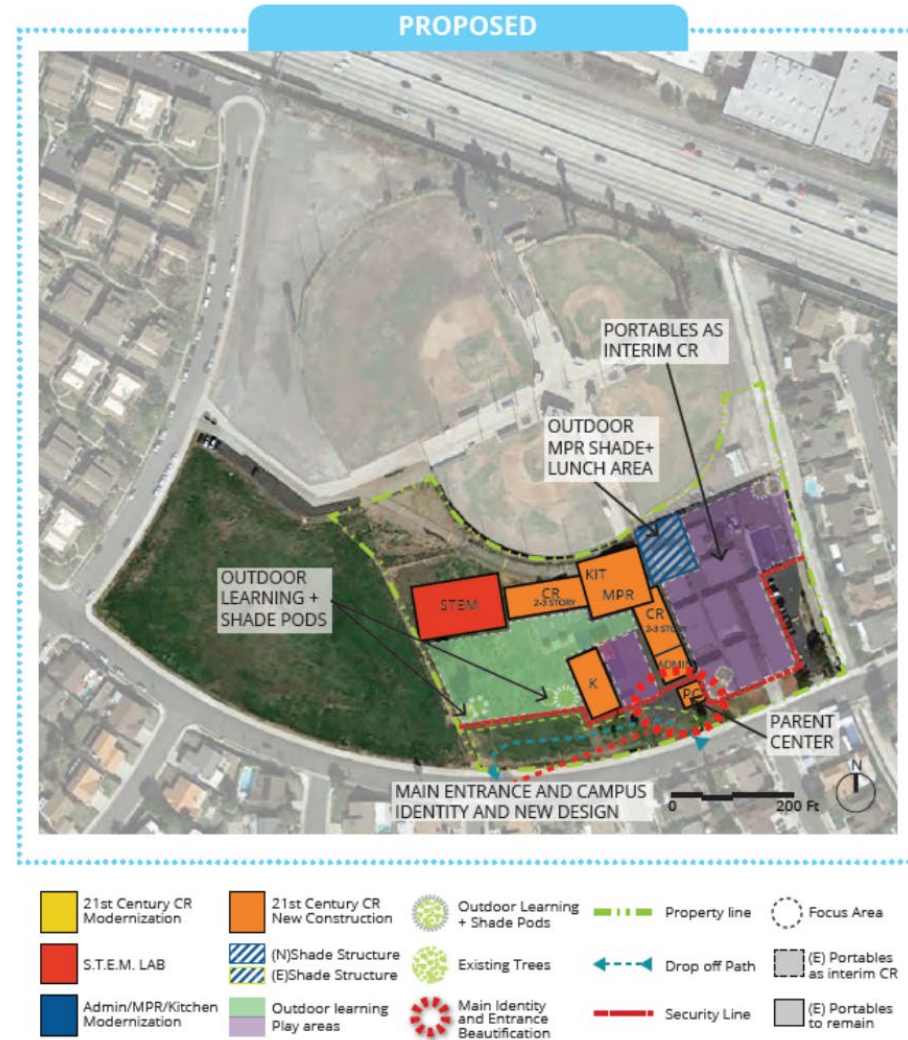 PROPOSED
PORTABLES AS
INTERIM CR
OUTDOOR
MPR SHADE+
LUNCH AREA
OUTDOOR
LEARNING +
SHADE PODS
STEM
CR
2-3 STORY
KIT
MPR
CR
2-3 STORY
ADMIN
K
PC
PARENT
CENTER
MAIN ENTRANCE AND CAMPUS
IDENTITY AND NEW DESIGN
0 200 Ft
N
21st Century CR
Modernization
21st Century CR
New Construction
Outdoor Learning
+ Shade Pods
Property line
Focus Area
S.T.E.M. LAB
(N)Shade Structure
(E)Shade Structure
Existing Trees
Drop off Path
(E) Portables
as interim CR
Admin/MPR/Kitchen
Modernization
Outdoor learning
Play areas
Main Identity
and Entrance
Beautification
Security Line
(E) Portables
to remain